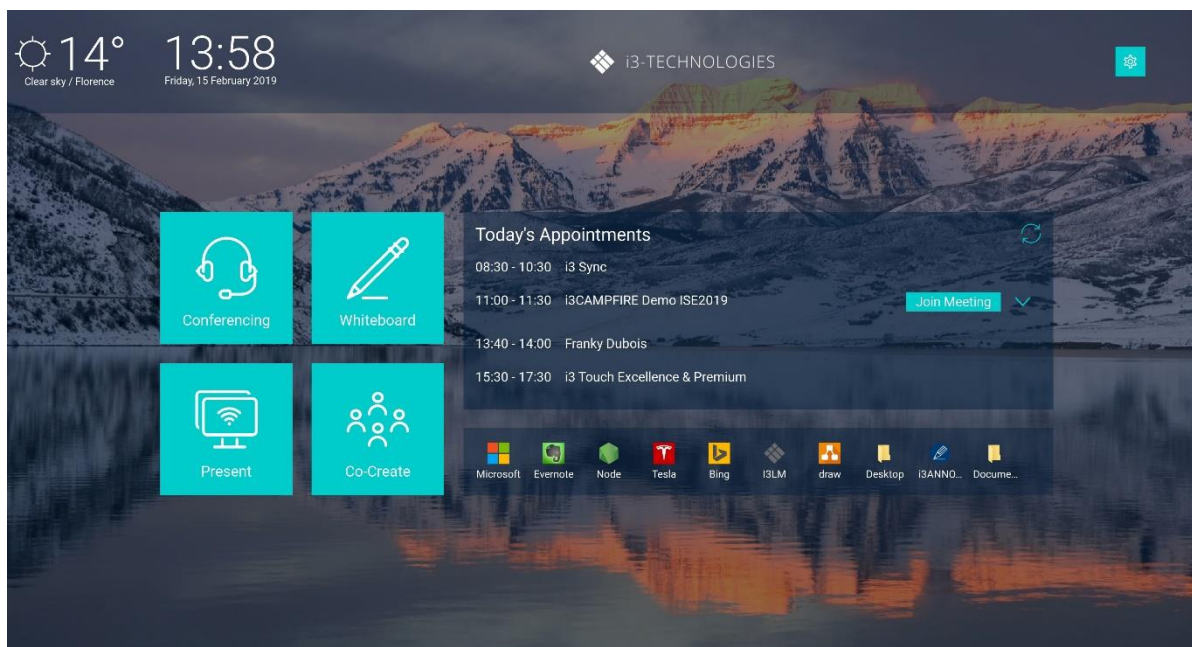 14°
Clear sky / Florence
13:58
Friday, 15 February 2019
i3-TECHNOLOGIES
Conferencing
Whiteboard
Present
Co-Create
Today's Appointments
08:30 - 10:30 i3 Sync
11:00 - 11:30 i3CAMPFIRE Demo ISE2019 Join Meeting
13:40 - 14:00 Franky Dubois
15:30 - 17:30 i3 Touch Excellence & Premium
Microsoft Evernote Node Tesla Bing I3LM draw Desktop i3ANNO... Docume...